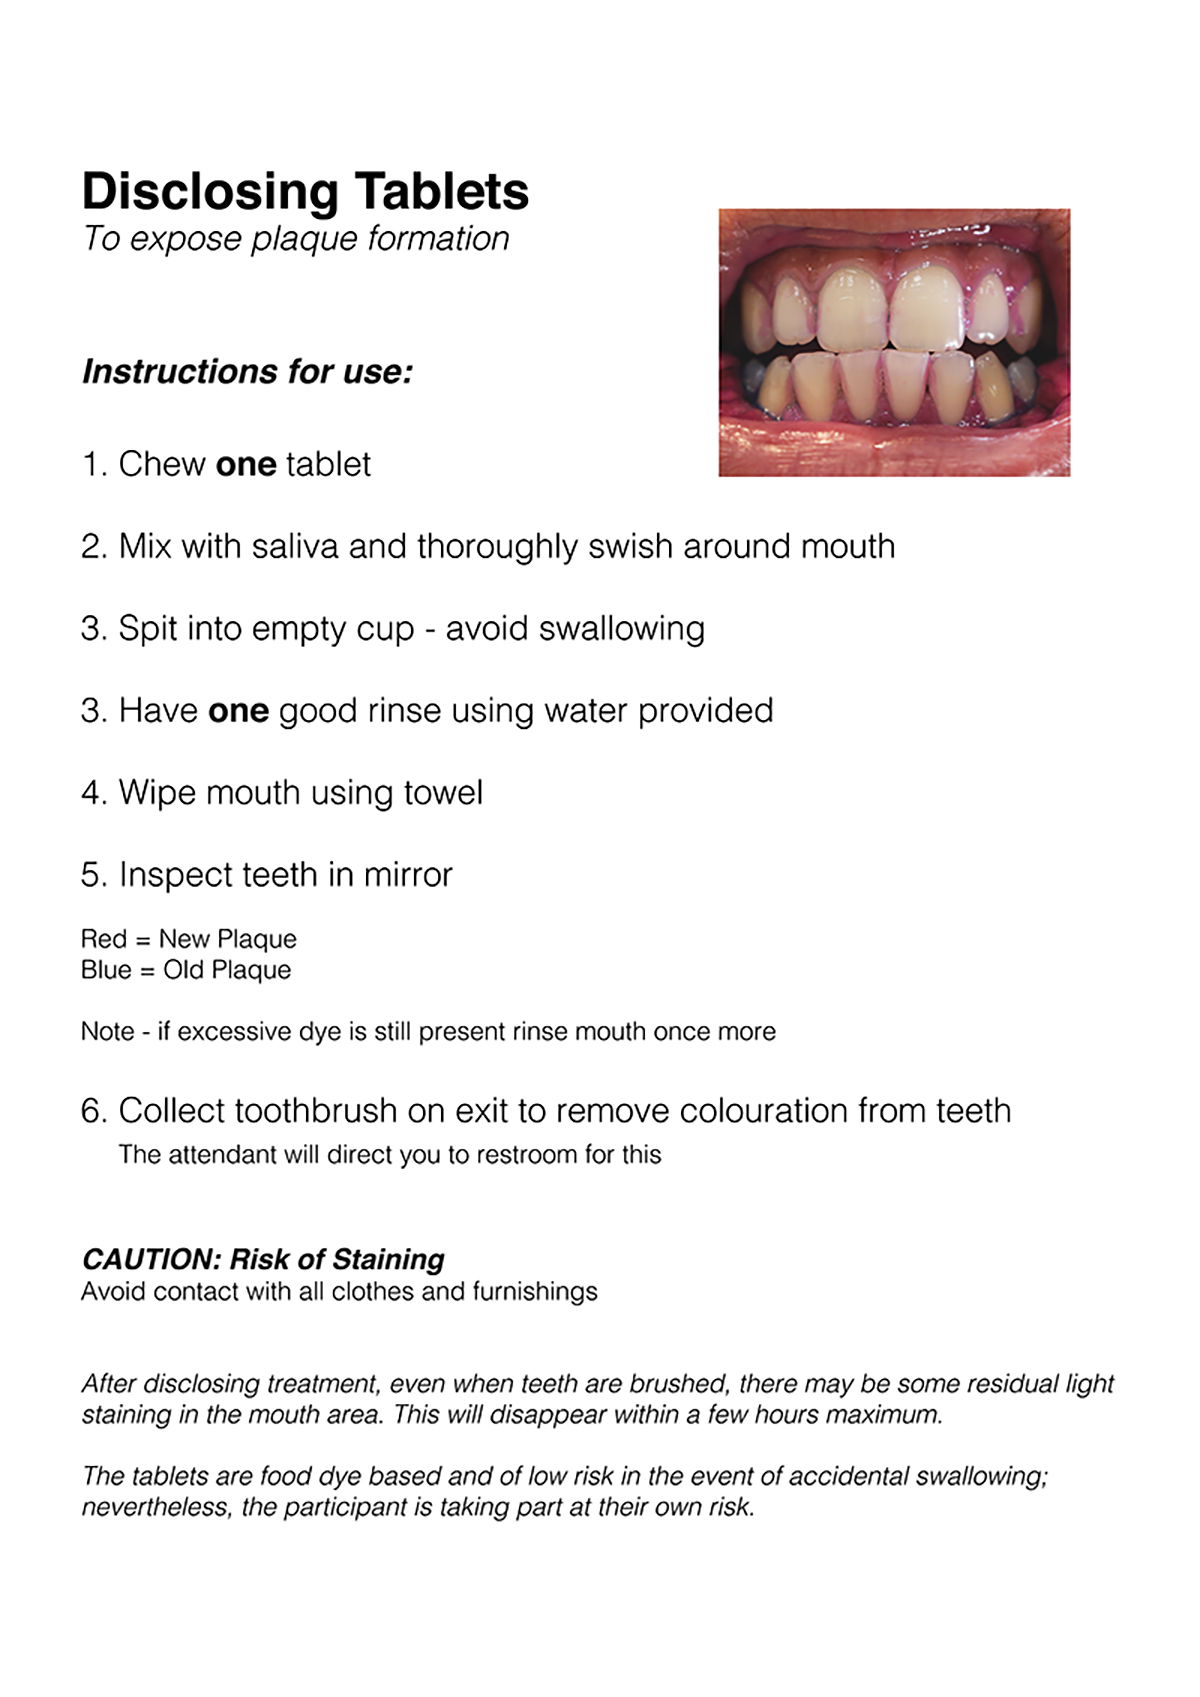 Disclosing Tablets
To expose plaque formation
Instructions for use:
1. Chew one tablet
2. Mix with saliva and thoroughly swish around mouth
3. Spit into empty cup - avoid swallowing
3. Have one good rinse using water provided
4. Wipe mouth using towel
5. Inspect teeth in mirror
Red = New Plaque
Blue = Old Plaque
Note - if excessive dye is still present rinse mouth once more
6. Collect toothbrush on exit to remove colouration from teeth
The attendant will direct you to restroom for this
CAUTION: Risk of Staining
Avoid contact with all clothes and furnishings
After disclosing treatment, even when teeth are brushed, there may be some residual light
staining in the mouth area. This will disappear within a few hours maximum.
The tablets are food dye based and of low risk in the event of accidental swallowing;
nevertheless, the participant is taking part at their own risk.